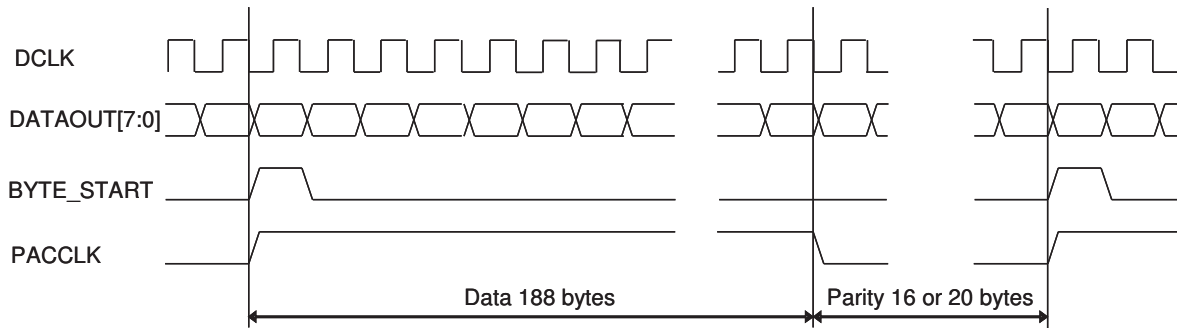 DCLK
DATAOUT[7:0]
BYTE_START
PACCLK
Data 188 bytes
Parity 16 or 20 bytes